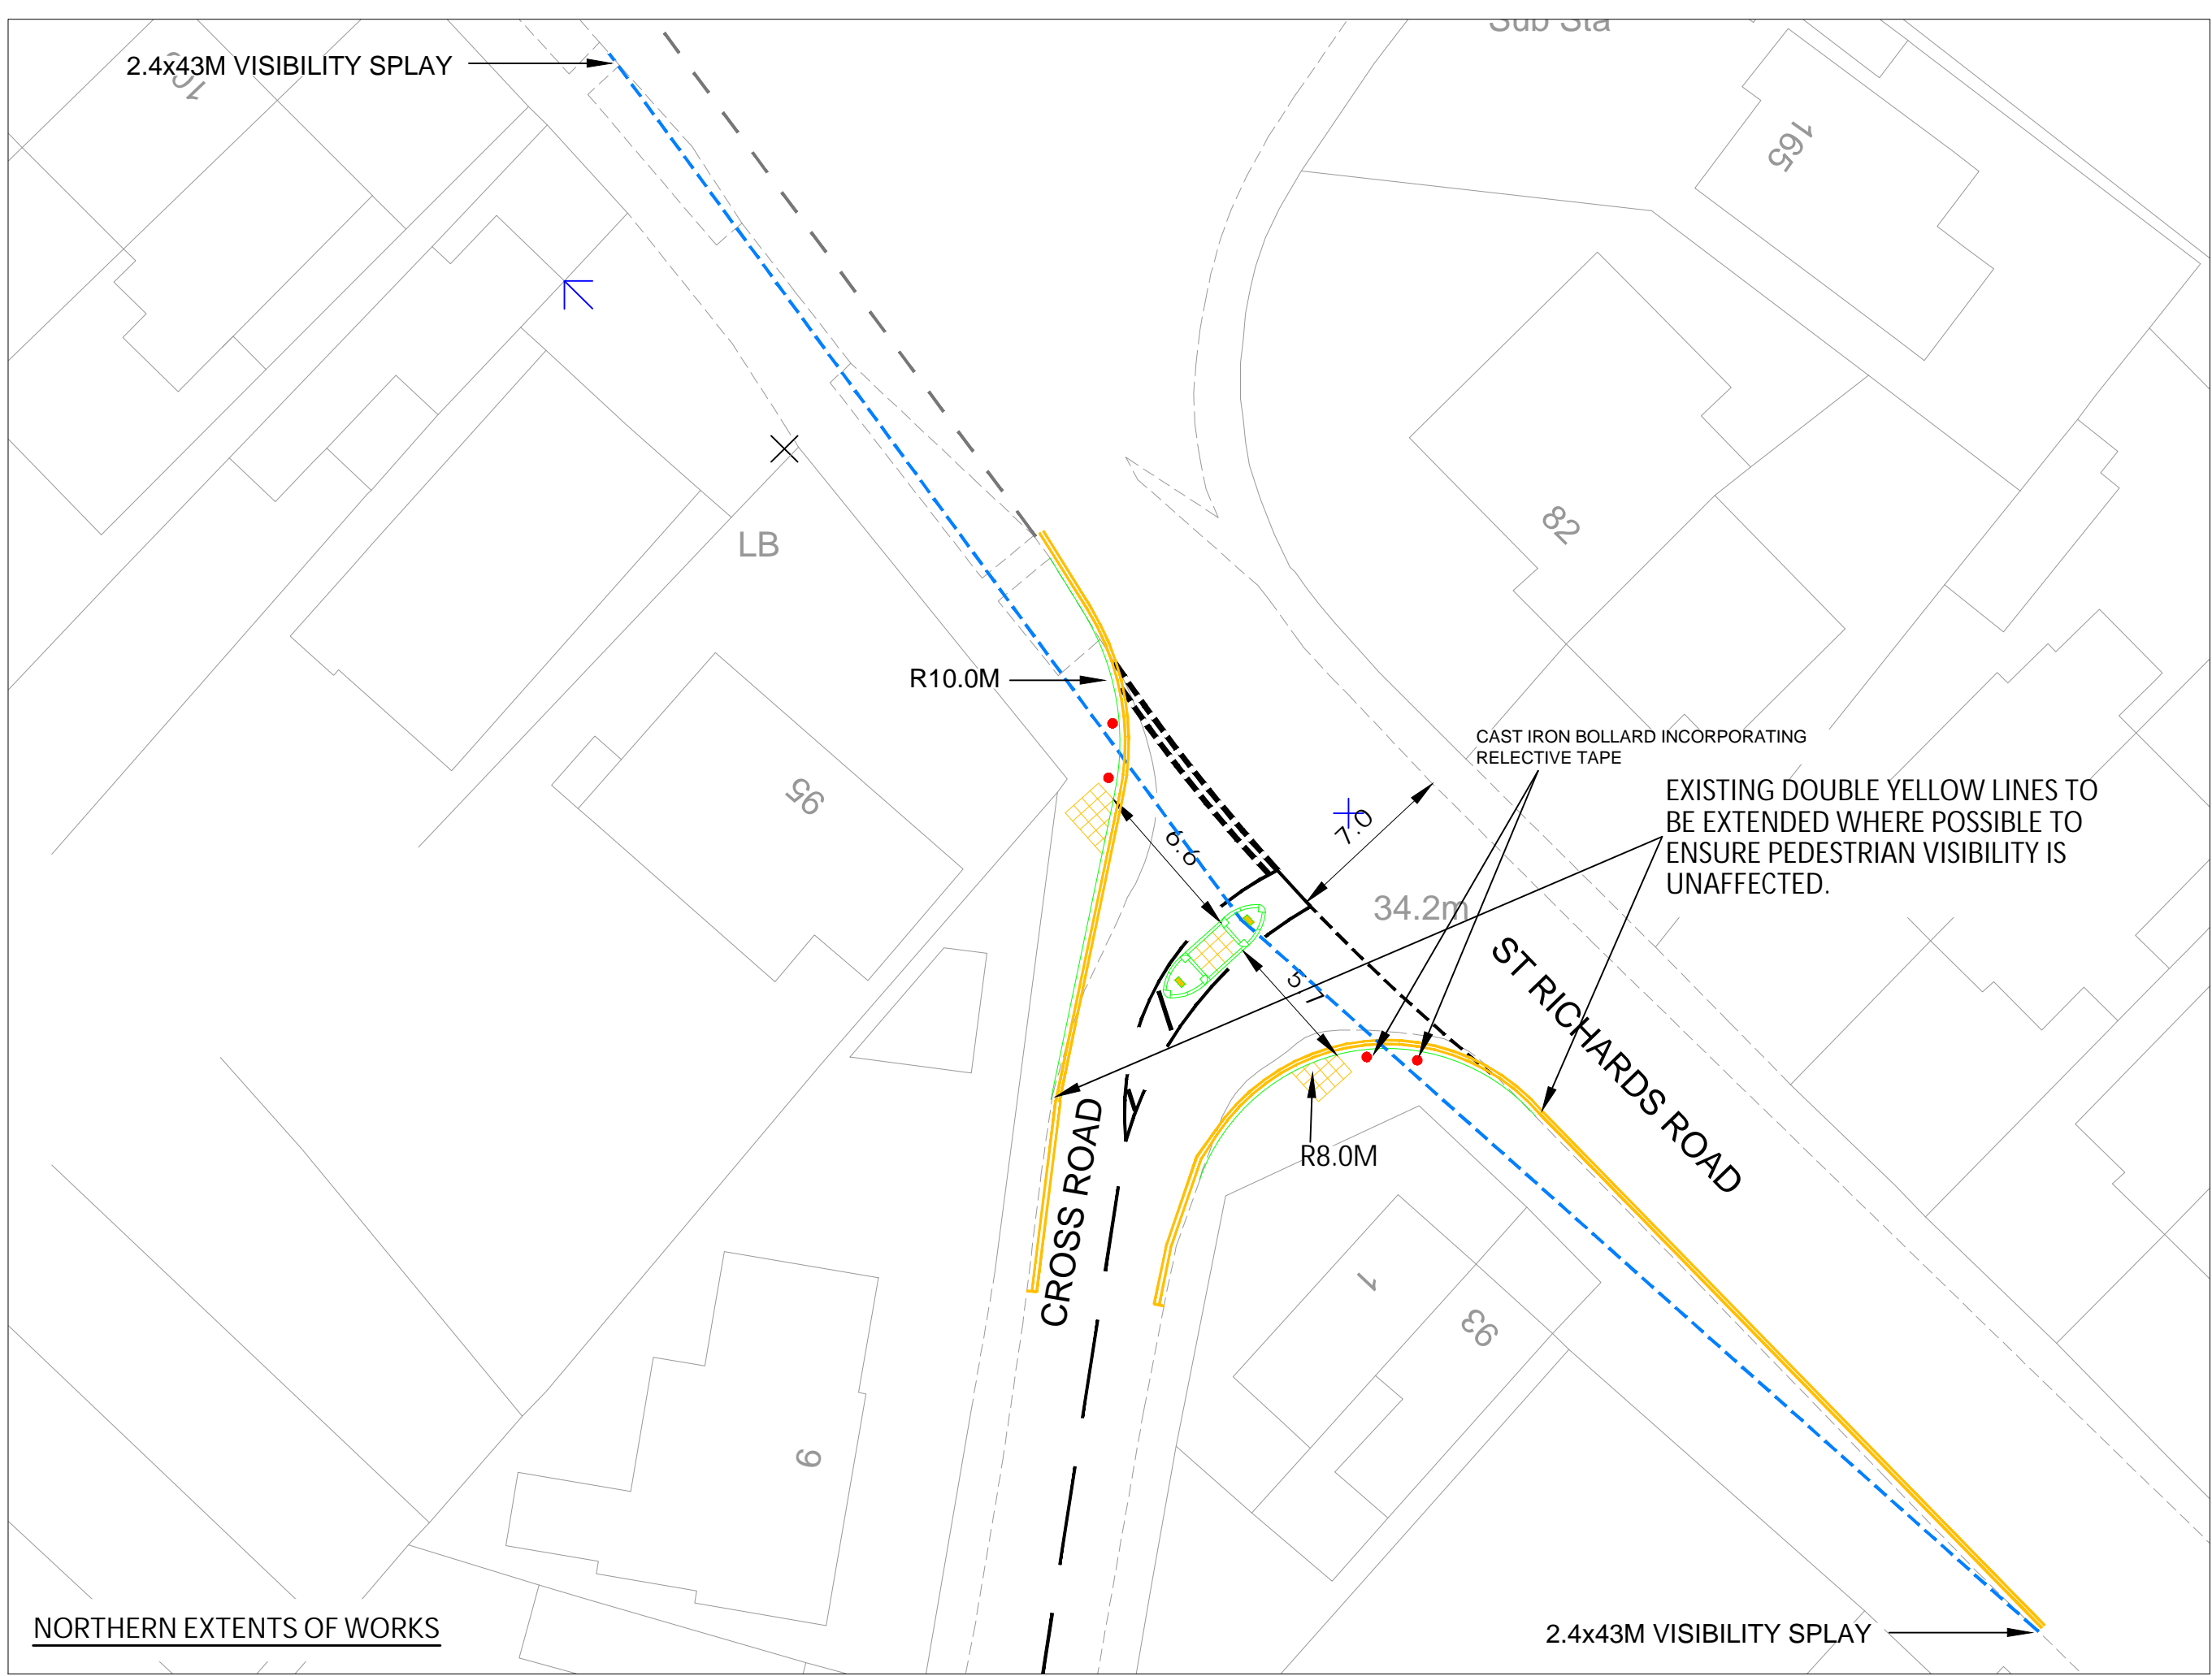 Sub Sta
2.4x43M VISIBILITY SPLAY
165
82
LB
R10.0M
CAST IRON BOLLARD INCORPORATING
RELECTIVE TAPE
EXISTING DOUBLE YELLOW LINES TO
BE EXTENDED WHERE POSSIBLE TO
ENSURE PEDESTRIAN VISIBILITY IS
UNAFFECTED.
95
6.6
7.0
34.2m
5.7
ST RICHARDS ROAD
CROSS ROAD
R8.0M
1
93
9
NORTHERN EXTENTS OF WORKS
2.4x43M VISIBILITY SPLAY